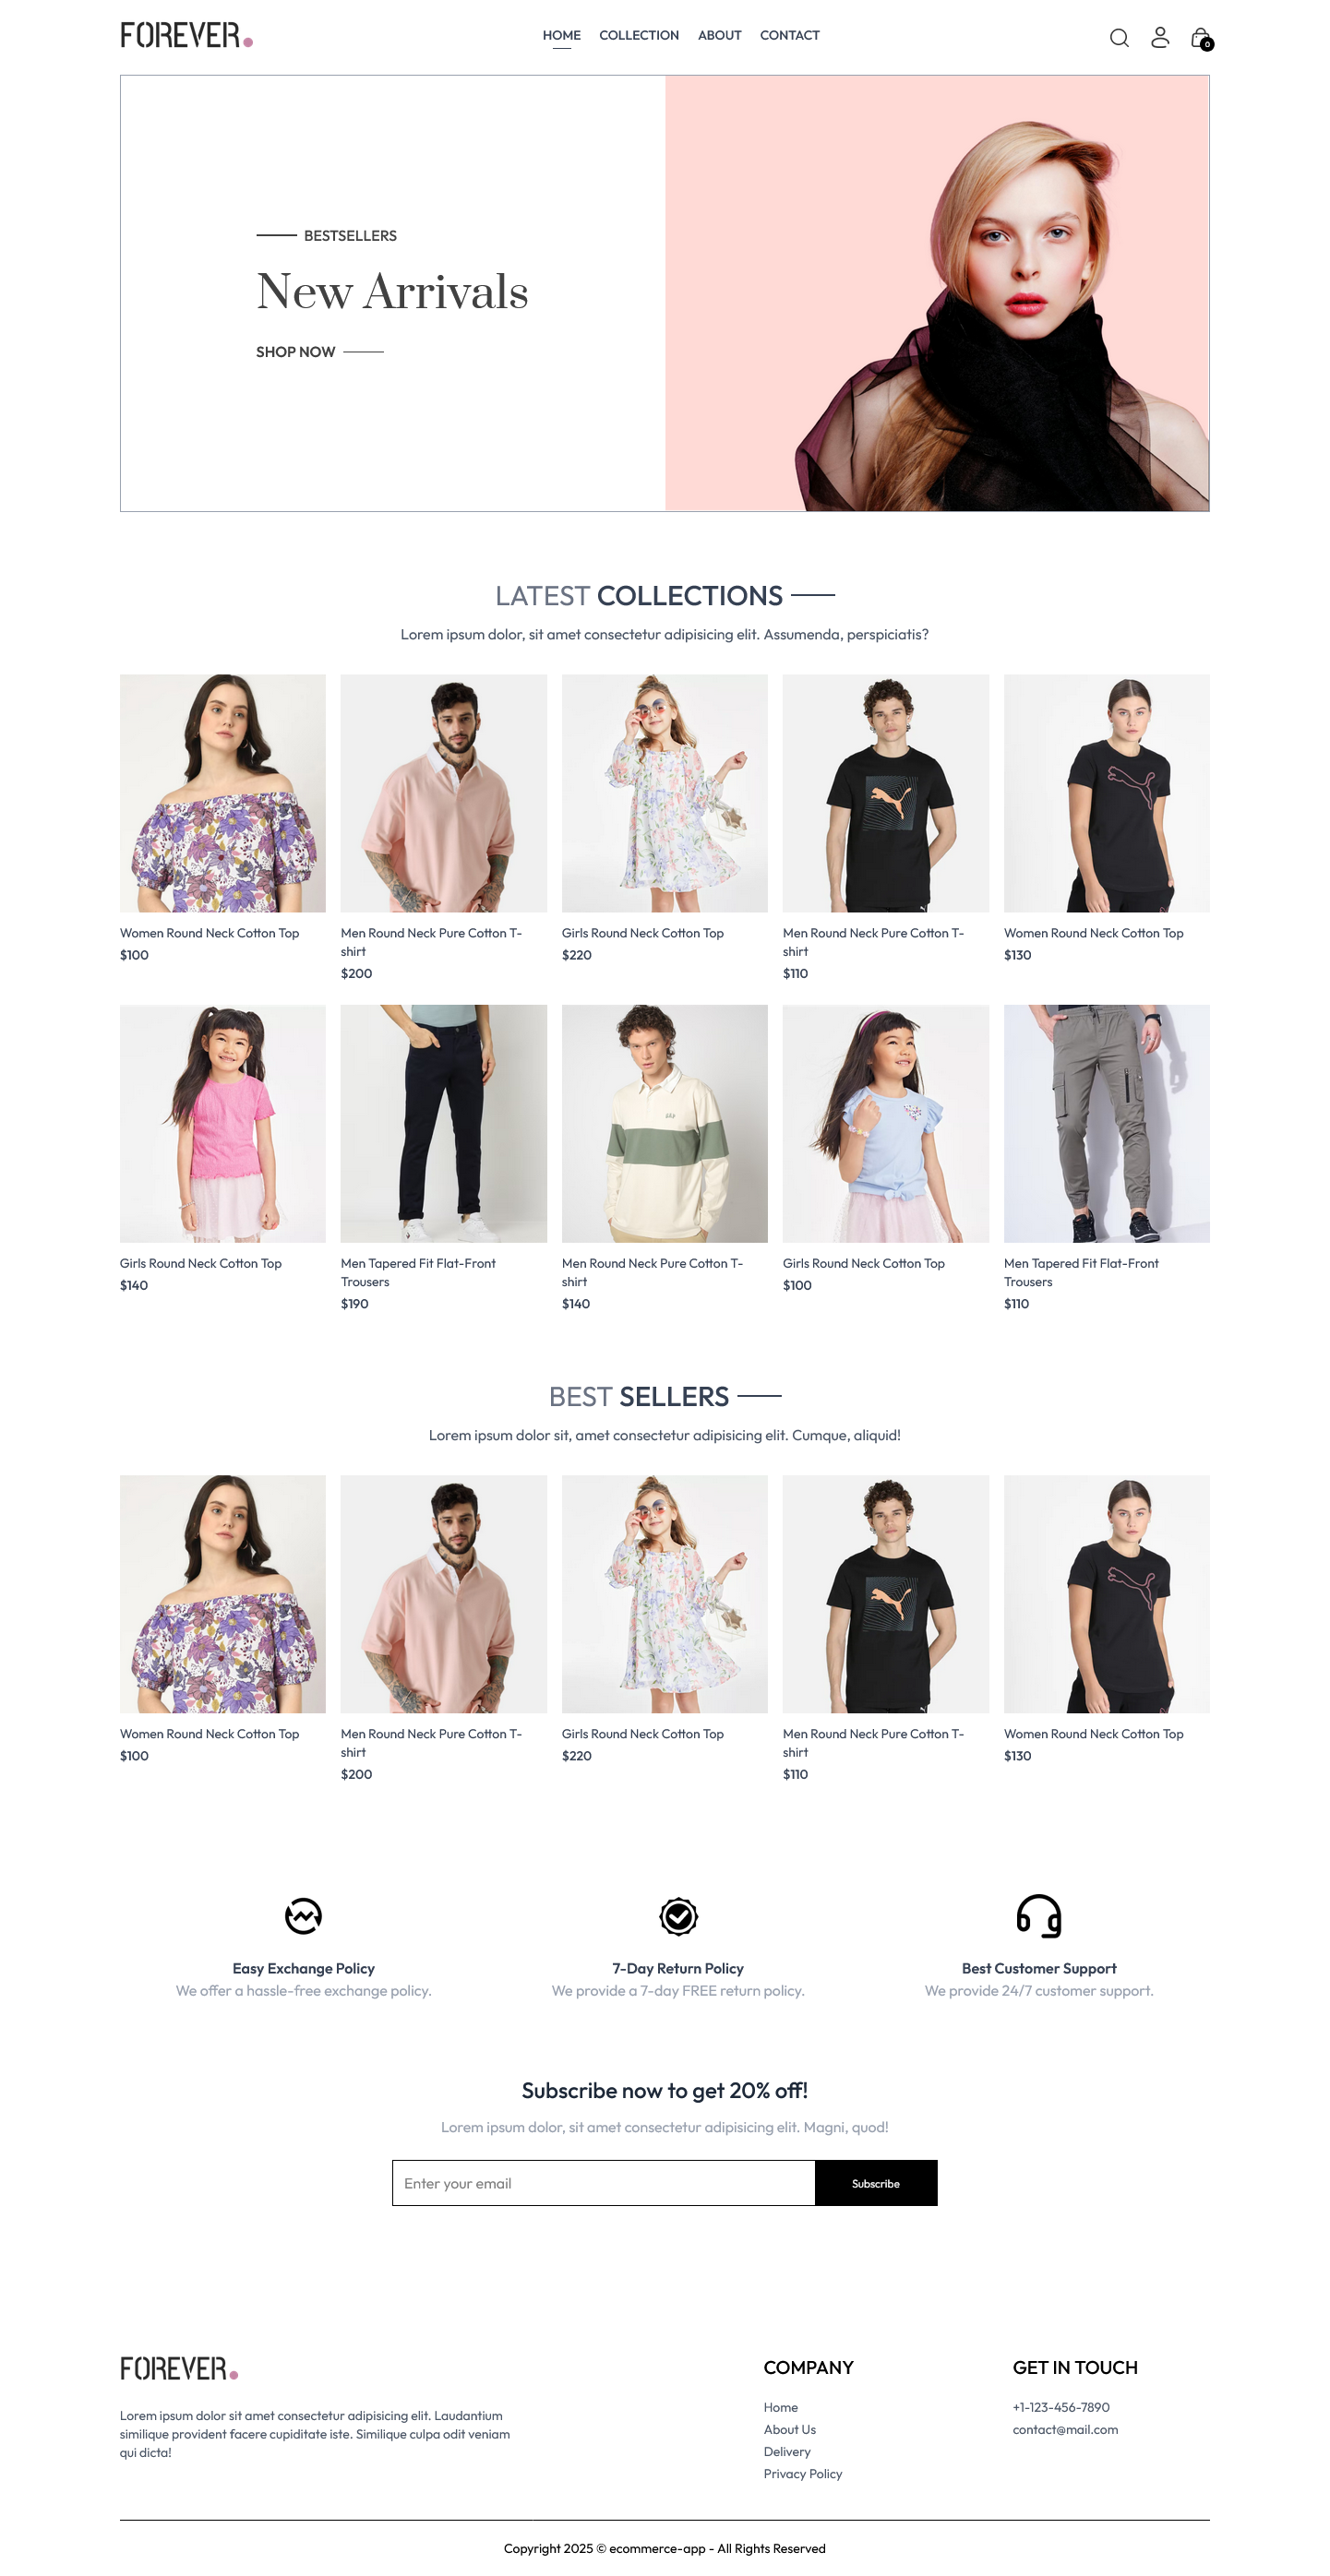 FOREVER.
HOME COLLECTION ABOUT CONTACT
0
BESTSELLERS
New Arrivals
SHOP NOW
LATEST COLLECTIONS
Lorem ipsum dolor, sit amet consectetur adipisicing elit. Assumenda, perspiciatis?
Women Round Neck Cotton Top
$100
Men Round Neck Pure Cotton T-
shirt
$200
Girls Round Neck Cotton Top
$220
Men Round Neck Pure Cotton T-
shirt
$110
Women Round Neck Cotton Top
$130
Girls Round Neck Cotton Top
$140
Men Tapered Fit Flat-Front
Trousers
$190
Men Round Neck Pure Cotton T-
shirt
$140
Girls Round Neck Cotton Top
$100
Men Tapered Fit Flat-Front
Trousers
$110
BEST SELLERS
Lorem ipsum dolor sit, amet consectetur adipisicing elit. Cumque, aliquid!
Women Round Neck Cotton Top
$100
Men Round Neck Pure Cotton T-
shirt
$200
Girls Round Neck Cotton Top
$220
Men Round Neck Pure Cotton T-
shirt
$110
Women Round Neck Cotton Top
$130
Easy Exchange Policy
We offer a hassle-free exchange policy.
7-Day Return Policy
We provide a 7-day FREE return policy.
Best Customer Support
We provide 24/7 customer support.
Subscribe now to get 20% off!
Lorem ipsum dolor, sit amet consectetur adipisicing elit. Magni, quod!
Enter your email
Subscribe
FOREVER.
Lorem ipsum dolor sit amet consectetur adipisicing elit. Laudantium
similique provident facere cupiditate iste. Similique culpa odit veniam
qui dicta!
COMPANY
Home
About Us
Delivery
Privacy Policy
GET IN TOUCH
+1-123-456-7890
contact@mail.com
Copyright 2025 © ecommerce-app - All Rights Reserved